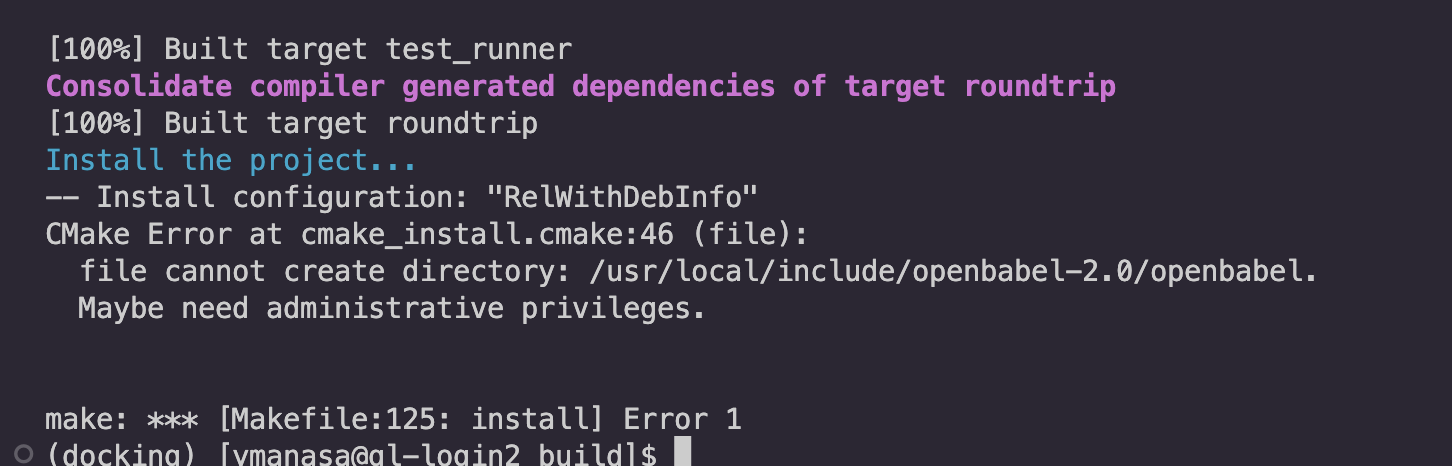 [100%] Built target test_runner
Consolidate compiler generated dependencies of target roundtrip
[100%] Built target roundtrip
Install the project...
-- Install configuration: "RelWithDebInfo"
CMake Error at cmake_install.cmake:46 (file):
  file cannot create directory: /usr/local/include/openbabel-2.0/openbabel.
  Maybe need administrative privileges.
make: *** [Makefile:125: install] Error 1
(docking) [ymanasa@gl-login2 build]$